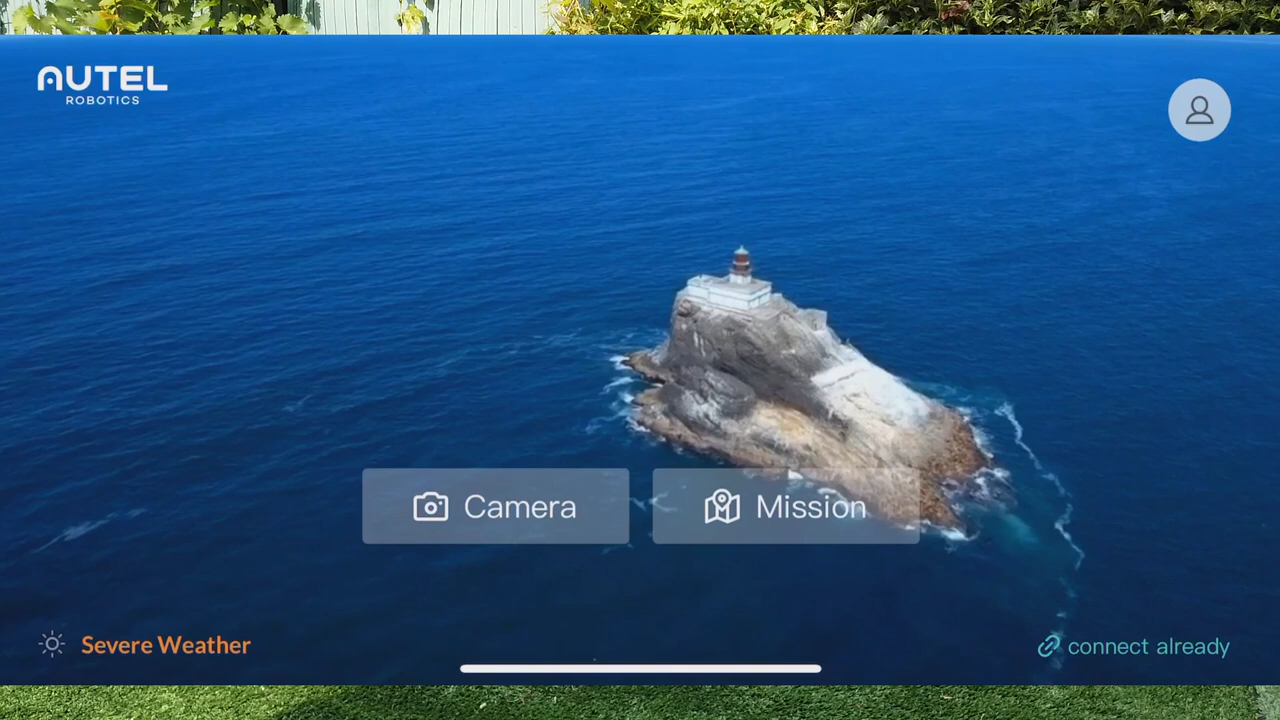 AUTEL
ROBOTICS
Camera
Mission
Severe Weather
connect already